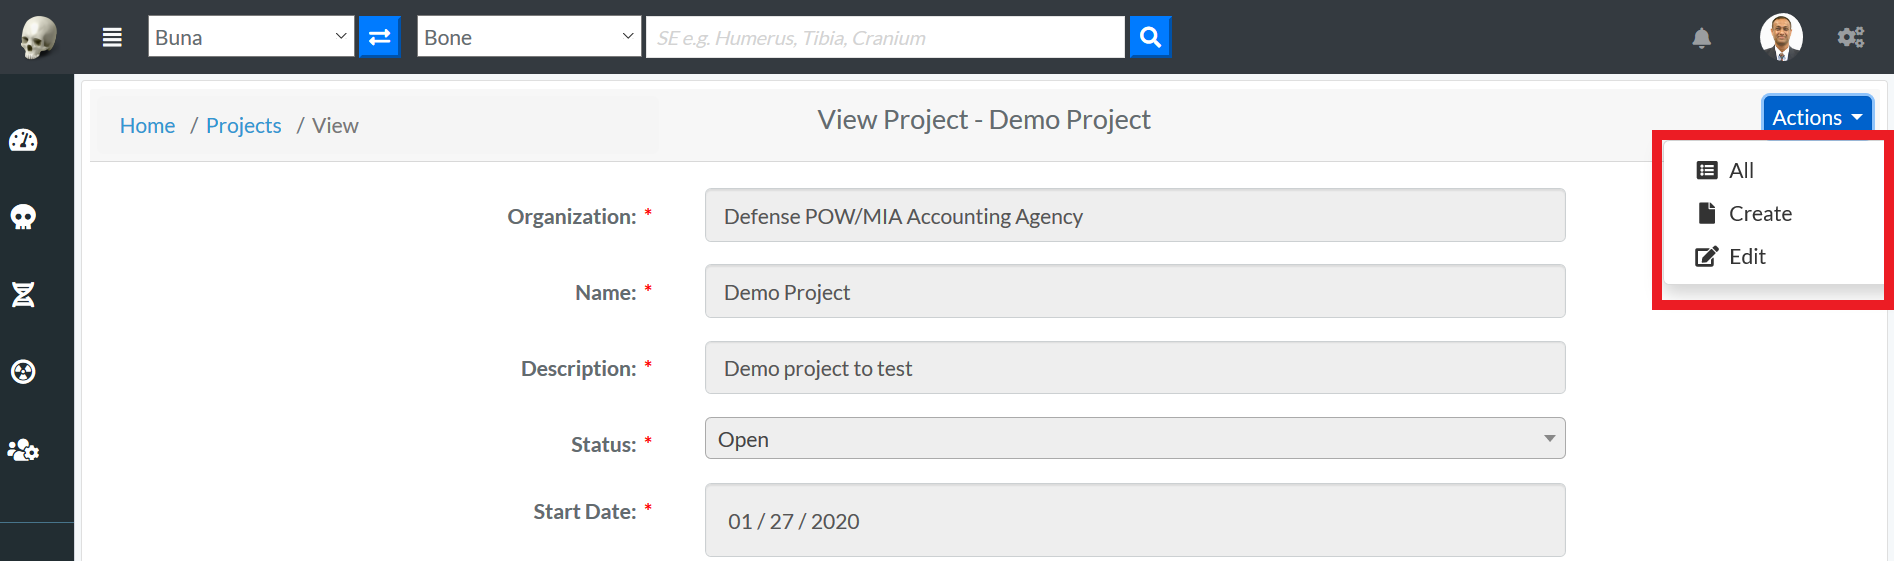 Buna
Bone
SE e.g. Humerus, Tibia, Cranium
Home / Projects / View
View Project - Demo Project
Actions
All
Create
Edit
Organization: * Defense POW/MIA Accounting Agency
Name: * Demo Project
Description: * Demo project to test
Status: * Open
Start Date: * 01 / 27 / 2020